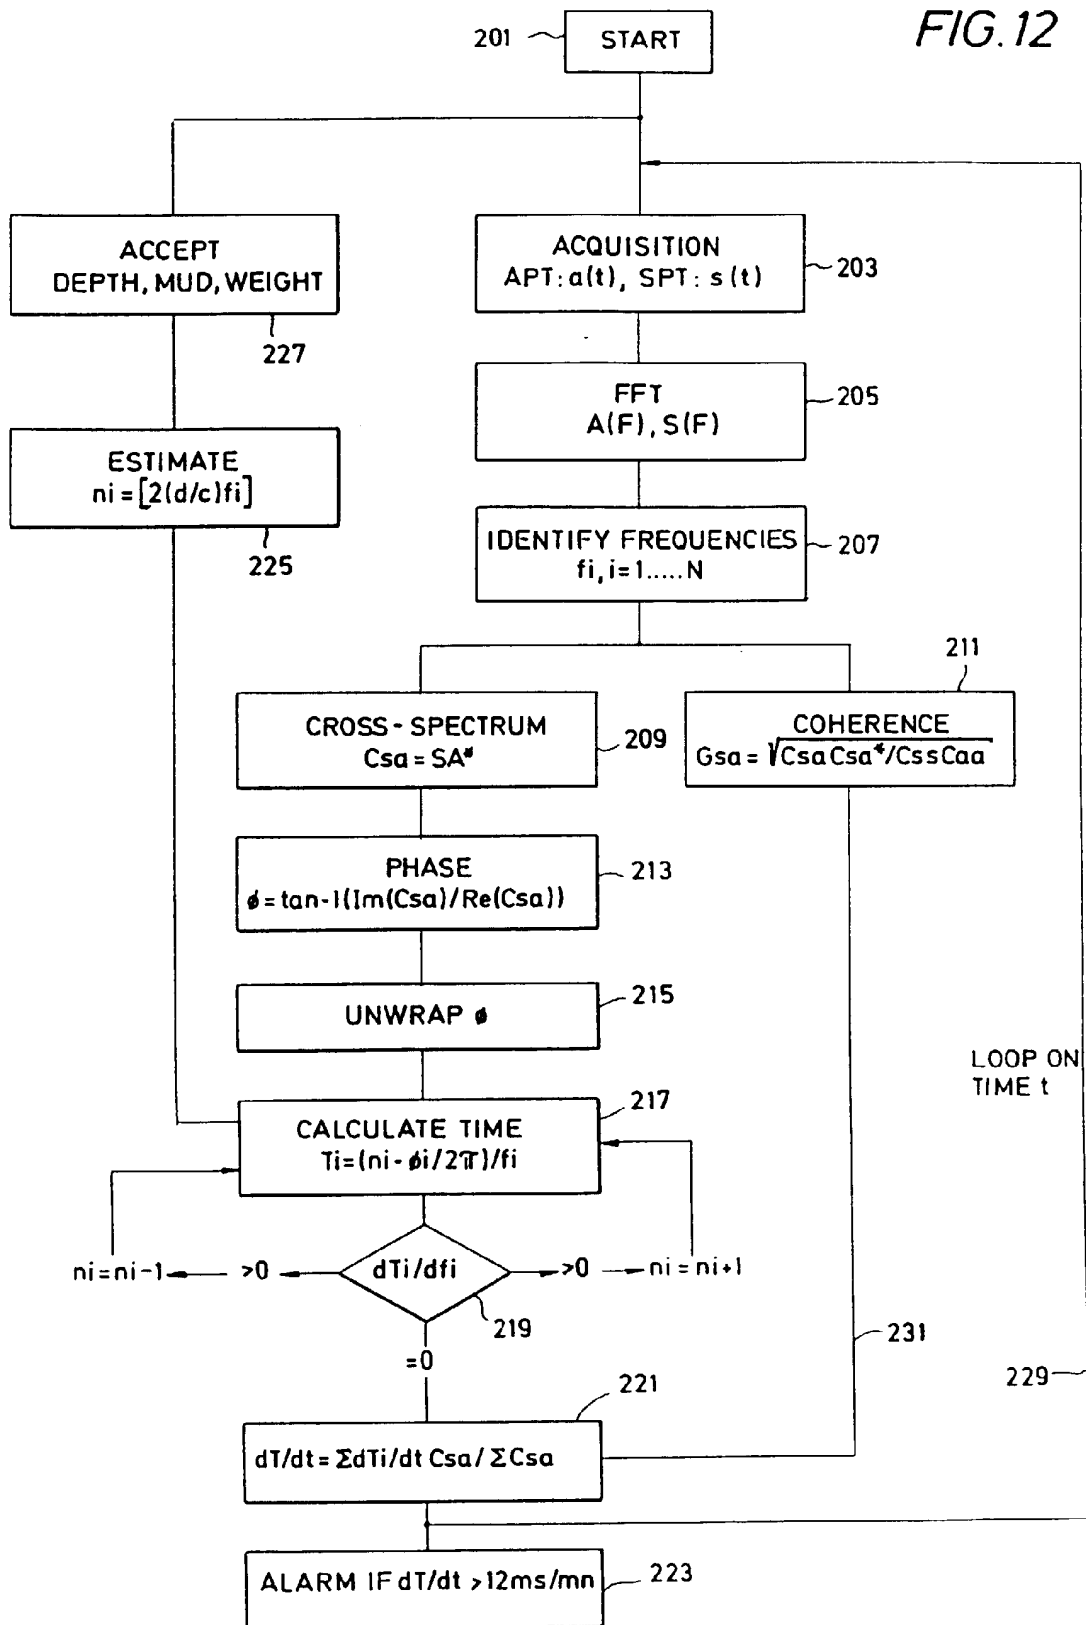 FIG.12
201
START
ACCEPT
DEPTH, MUD, WEIGHT
227
ACQUISITION
APT: a(t), SPT: s(t)
203
FFT
A(F), S(F)
205
ESTIMATE
ni = [2(d/c)fi]
225
IDENTIFY FREQUENCIES
fi, i=1.....N
207
211
CROSS-SPECTRUM
Csa = SA*
209
COHERENCE
Gsa = √CsaCsa*/CssCaa
PHASE
ϕ = tan-1(Im(Csa)/Re(Csa))
213
UNWRAP ϕ
215
LOOP ON
TIME t
217
CALCULATE TIME
Ti=(ni-ϕi/2π)/fi
ni=ni-1
>0
dTi/dfi
>0
ni=ni+1
219
231
=0
229
221
dT/dt = ΣdTi/dt Csa/ΣCsa
ALARM IF dT/dt >12ms/mn
223